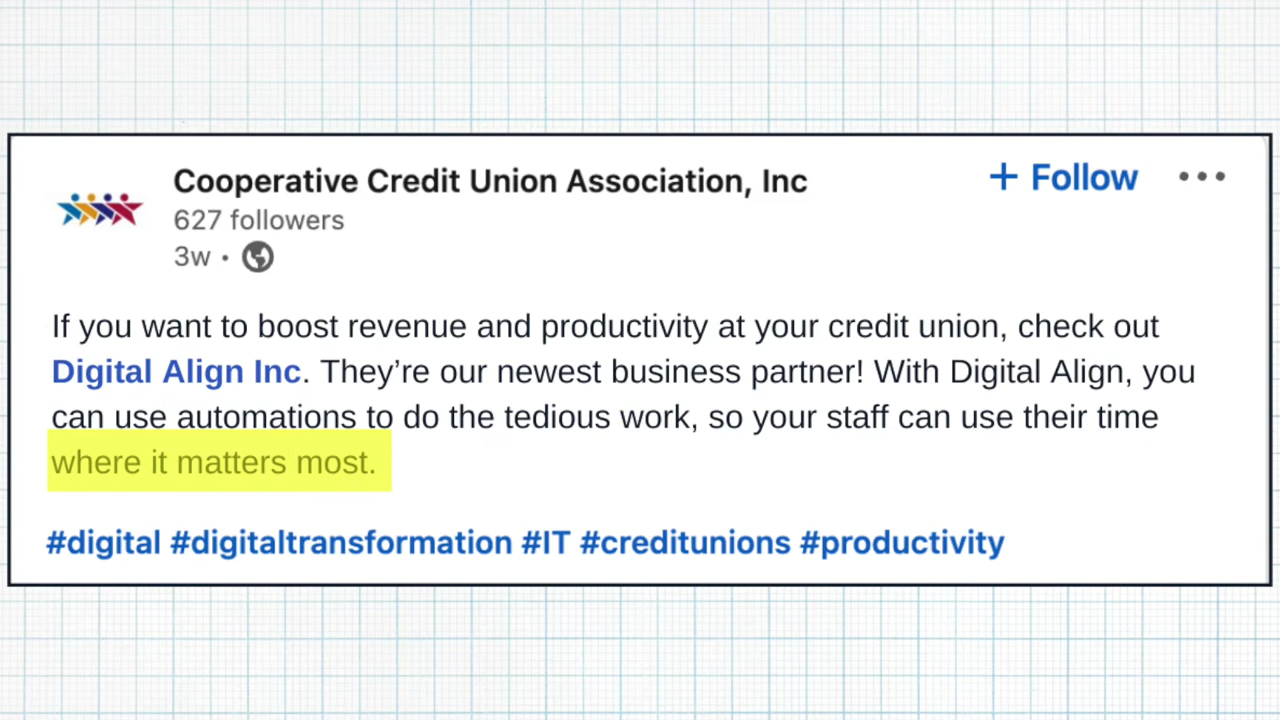 Cooperative Credit Union Association, Inc
+ Follow
627 followers
3w •
If you want to boost revenue and productivity at your credit union, check out
Digital Align Inc. They’re our newest business partner! With Digital Align, you
can use automations to do the tedious work, so your staff can use their time
where it matters most.
#digital #digitaltransformation #IT #creditunions #productivity